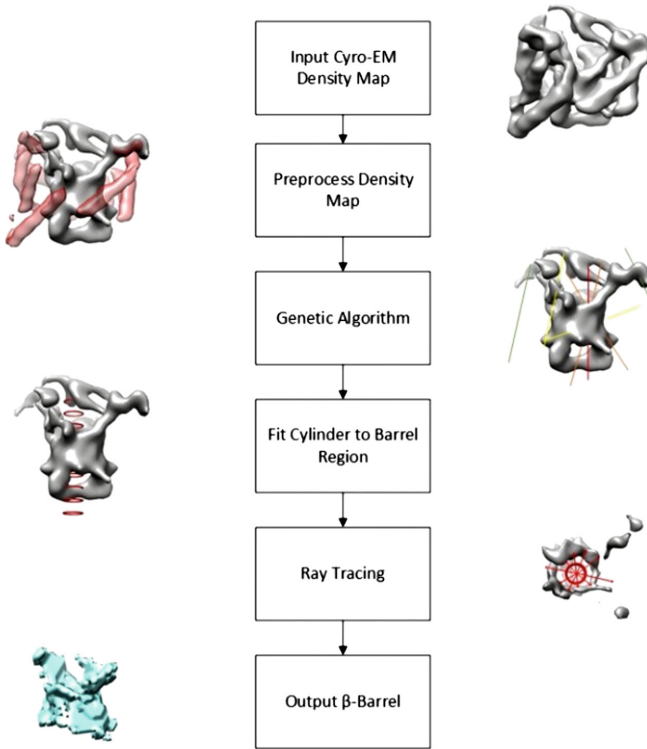 Input Cyro-EM
Density Map
Preprocess Density
Map
Genetic Algorithm
Fit Cylinder to Barrel
Region
Ray Tracing
Output β-Barrel